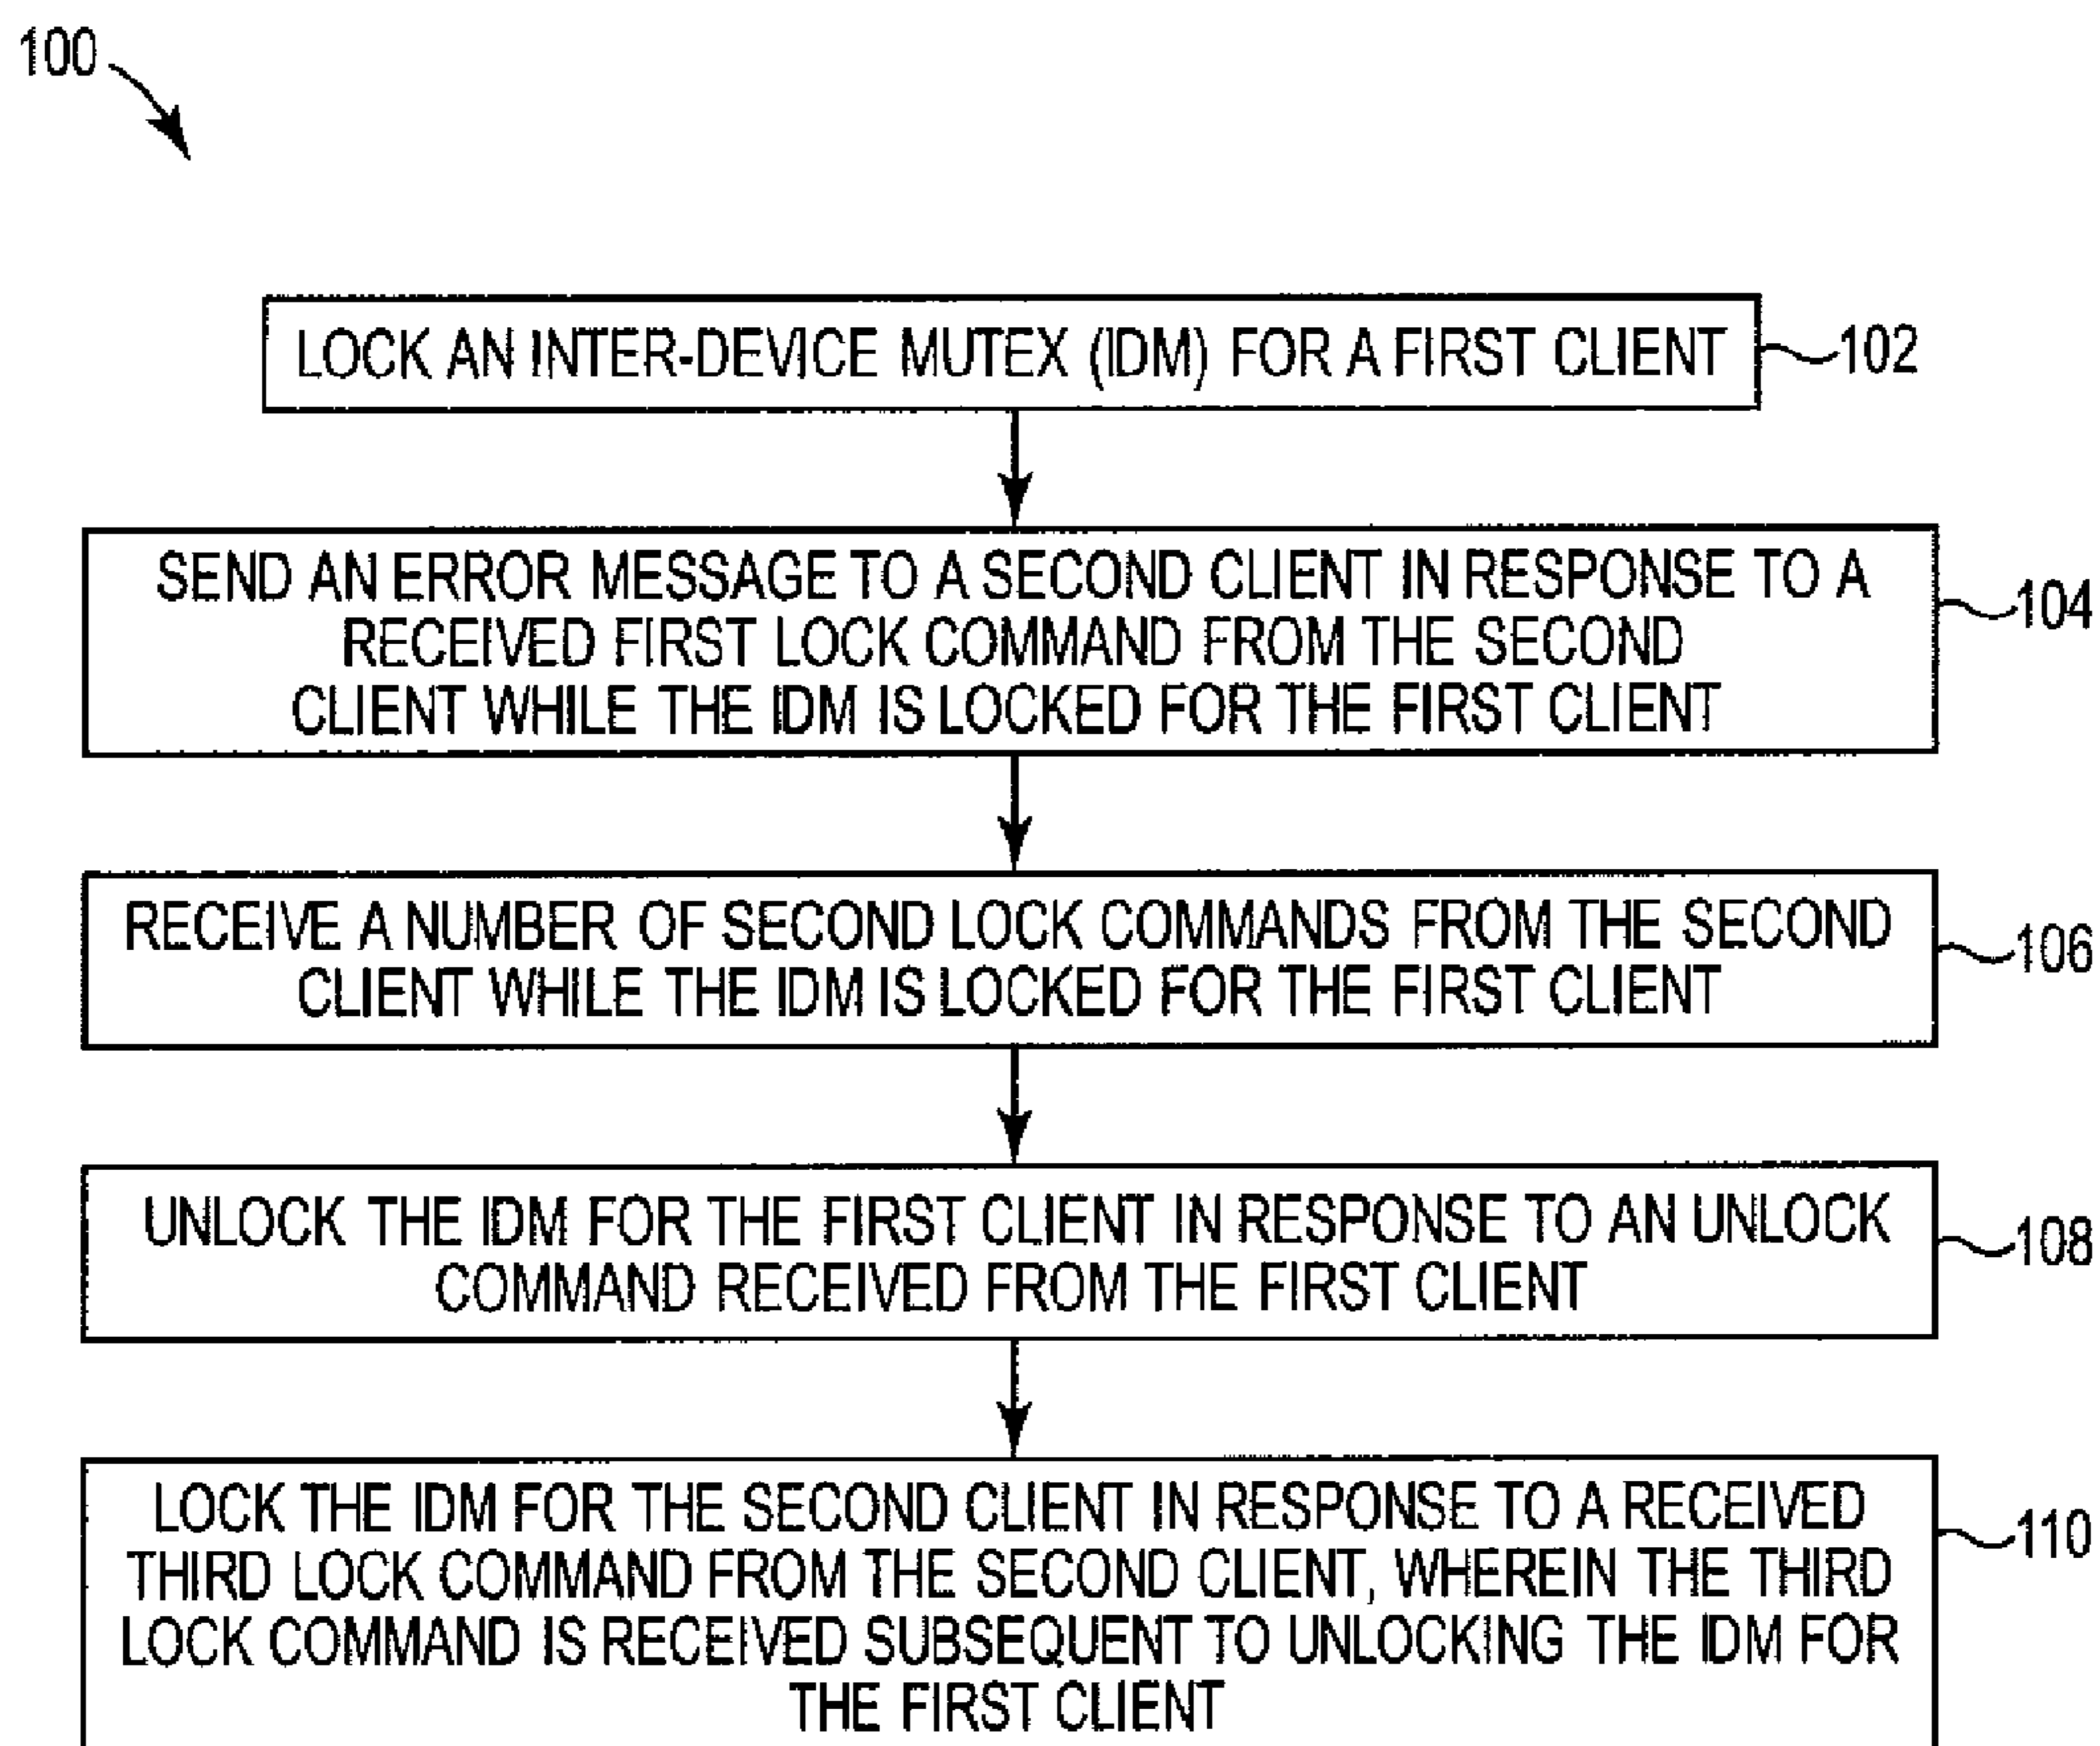 100
LOCK AN INTER-DEVICE MUTEX (IDM) FOR A FIRST CLIENT
102
SEND AN ERROR MESSAGE TO A SECOND CLIENT IN RESPONSE TO A
RECEIVED FIRST LOCK COMMAND FROM THE SECOND
CLIENT WHILE THE IDM IS LOCKED FOR THE FIRST CLIENT
104
RECEIVE A NUMBER OF SECOND LOCK COMMANDS FROM THE SECOND
CLIENT WHILE THE IDM IS LOCKED FOR THE FIRST CLIENT
106
UNLOCK THE IDM FOR THE FIRST CLIENT IN RESPONSE TO AN UNLOCK
COMMAND RECEIVED FROM THE FIRST CLIENT
108
LOCK THE IDM FOR THE SECOND CLIENT IN RESPONSE TO A RECEIVED
THIRD LOCK COMMAND FROM THE SECOND CLIENT, WHEREIN THE THIRD
LOCK COMMAND IS RECEIVED SUBSEQUENT TO UNLOCKING THE IDM FOR
THE FIRST CLIENT
110